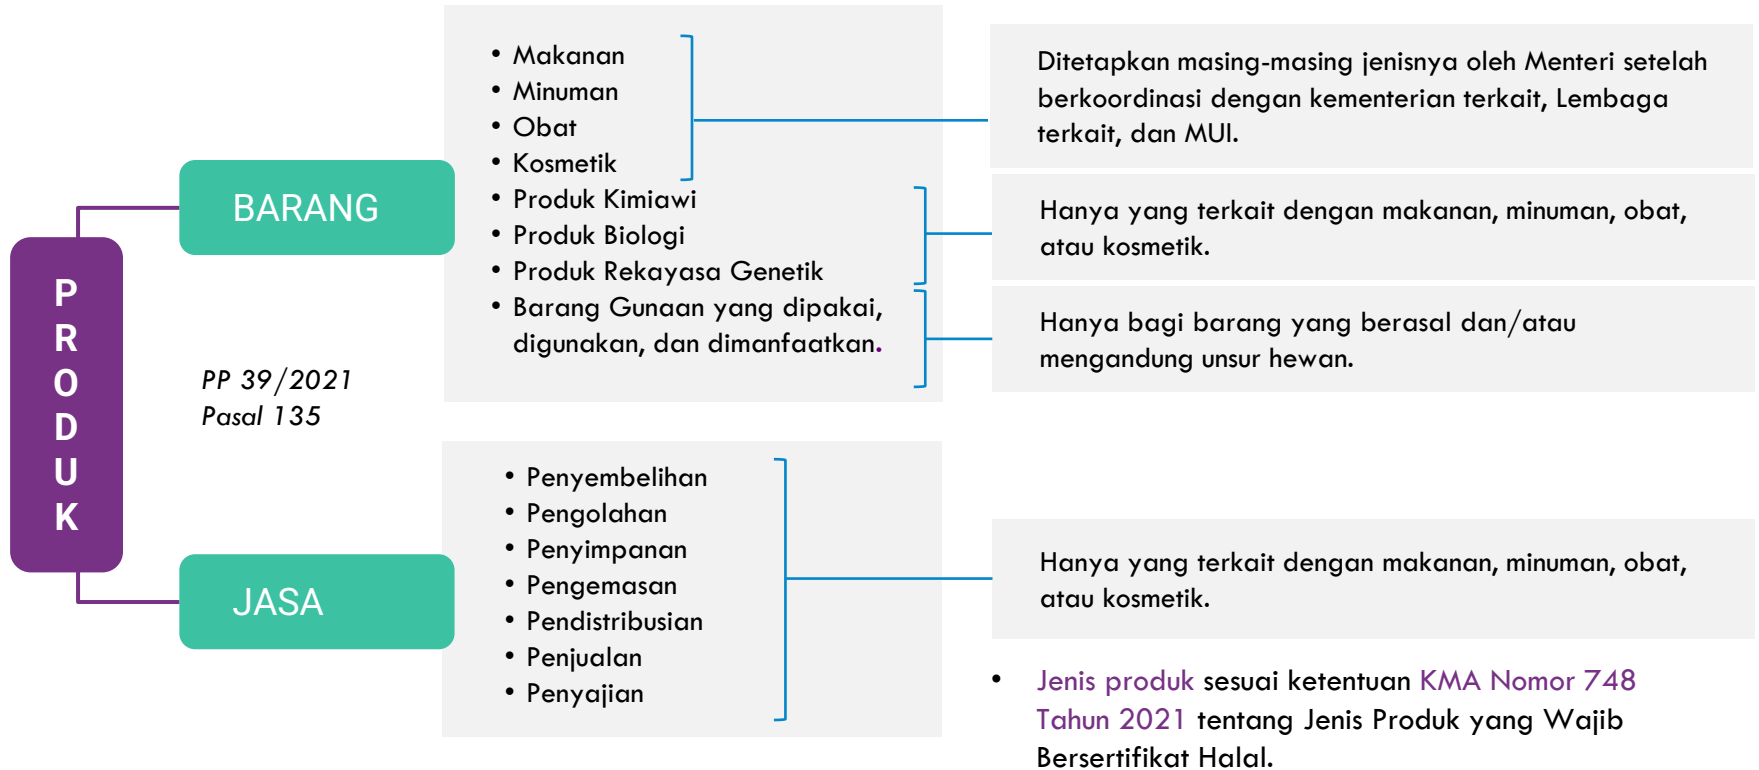 PRODUK
BARANG
• Makanan
• Minuman
• Obat
• Kosmetik
• Produk Kimiawi
• Produk Biologi
• Produk Rekayasa Genetik
• Barang Gunaan yang dipakai,
digunakan, dan dimanfaatkan.
Ditetapkan masing-masing jenisnya oleh Menteri setelah
berkoordinasi dengan kementerian terkait, Lembaga
terkait, dan MUI.
Hanya yang terkait dengan makanan, minuman, obat,
atau kosmetik.
Hanya bagi barang yang berasal dan/atau
mengandung unsur hewan.
PP 39/2021
Pasal 135
JASA
• Penyembelihan
• Pengolahan
• Penyimpanan
• Pengemasan
• Pendistribusian
• Penjualan
• Penyajian
Hanya yang terkait dengan makanan, minuman, obat,
atau kosmetik.
• Jenis produk sesuai ketentuan KMA Nomor 748
Tahun 2021 tentang Jenis Produk yang Wajib
Bersertifikat Halal.